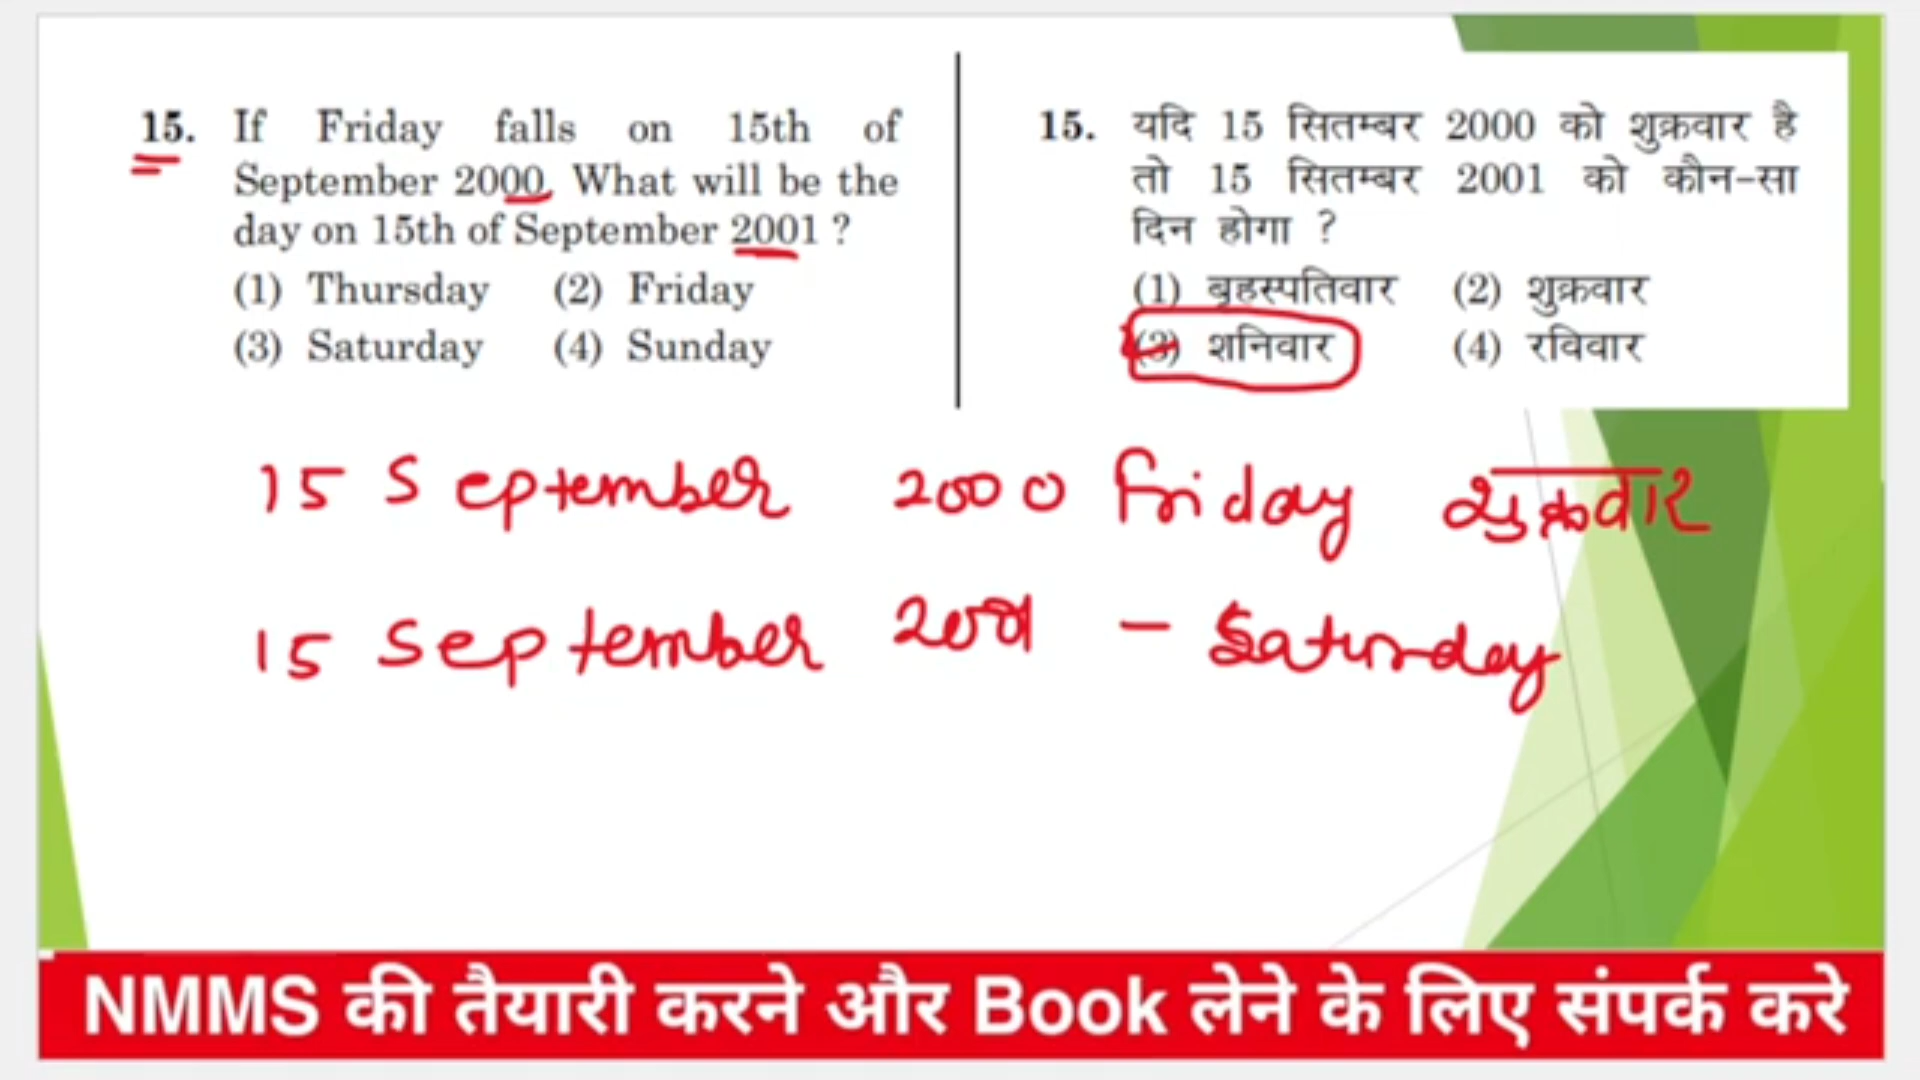 15. If Friday falls on 15th of
September 2000. What will be the
day on 15th of September 2001 ?
(1) Thursday (2) Friday
(3) Saturday (4) Sunday
15. यदि 15 सितम्बर 2000 को शुक्रवार है
तो 15 सितम्बर 2001 को कौन-सा
दिन होगा ?
(1) बृहस्पतिवार (2) शुक्रवार
(3) शनिवार (4) रविवार
15 September 2000 Friday शुक्रवार
15 September 2001 - Saturday
NMMS की तैयारी करने और Book लेने के लिए संपर्क करे